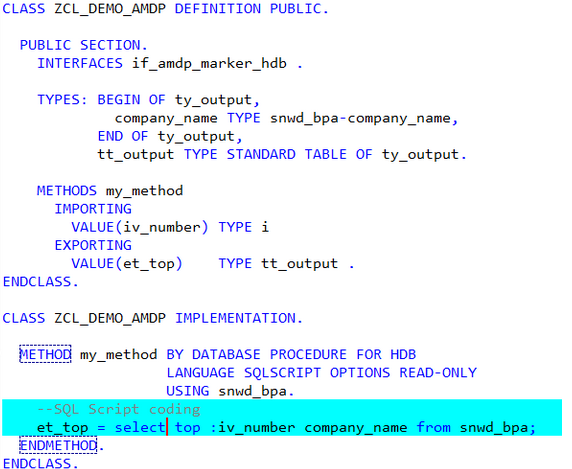 CLASS ZCL_DEMO_AMDP DEFINITION PUBLIC.
PUBLIC SECTION.
INTERFACES if_amdp_marker_hdb .
TYPES: BEGIN OF ty_output,
company_name TYPE snwd_bpa-company_name,
END OF ty_output,
tt_output TYPE STANDARD TABLE OF ty_output.
METHODS my_method
IMPORTING
VALUE(iv_number) TYPE i
EXPORTING
VALUE(et_top) TYPE tt_output .
ENDCLASS.
CLASS ZCL_DEMO_AMDP IMPLEMENTATION.
METHOD my_method BY DATABASE PROCEDURE FOR HDB
LANGUAGE SQLSCRIPT OPTIONS READ-ONLY
USING snwd_bpa.
--SQL Script coding
et_top = select top :iv_number company_name from snwd_bpa;
ENDMETHOD.
ENDCLASS.